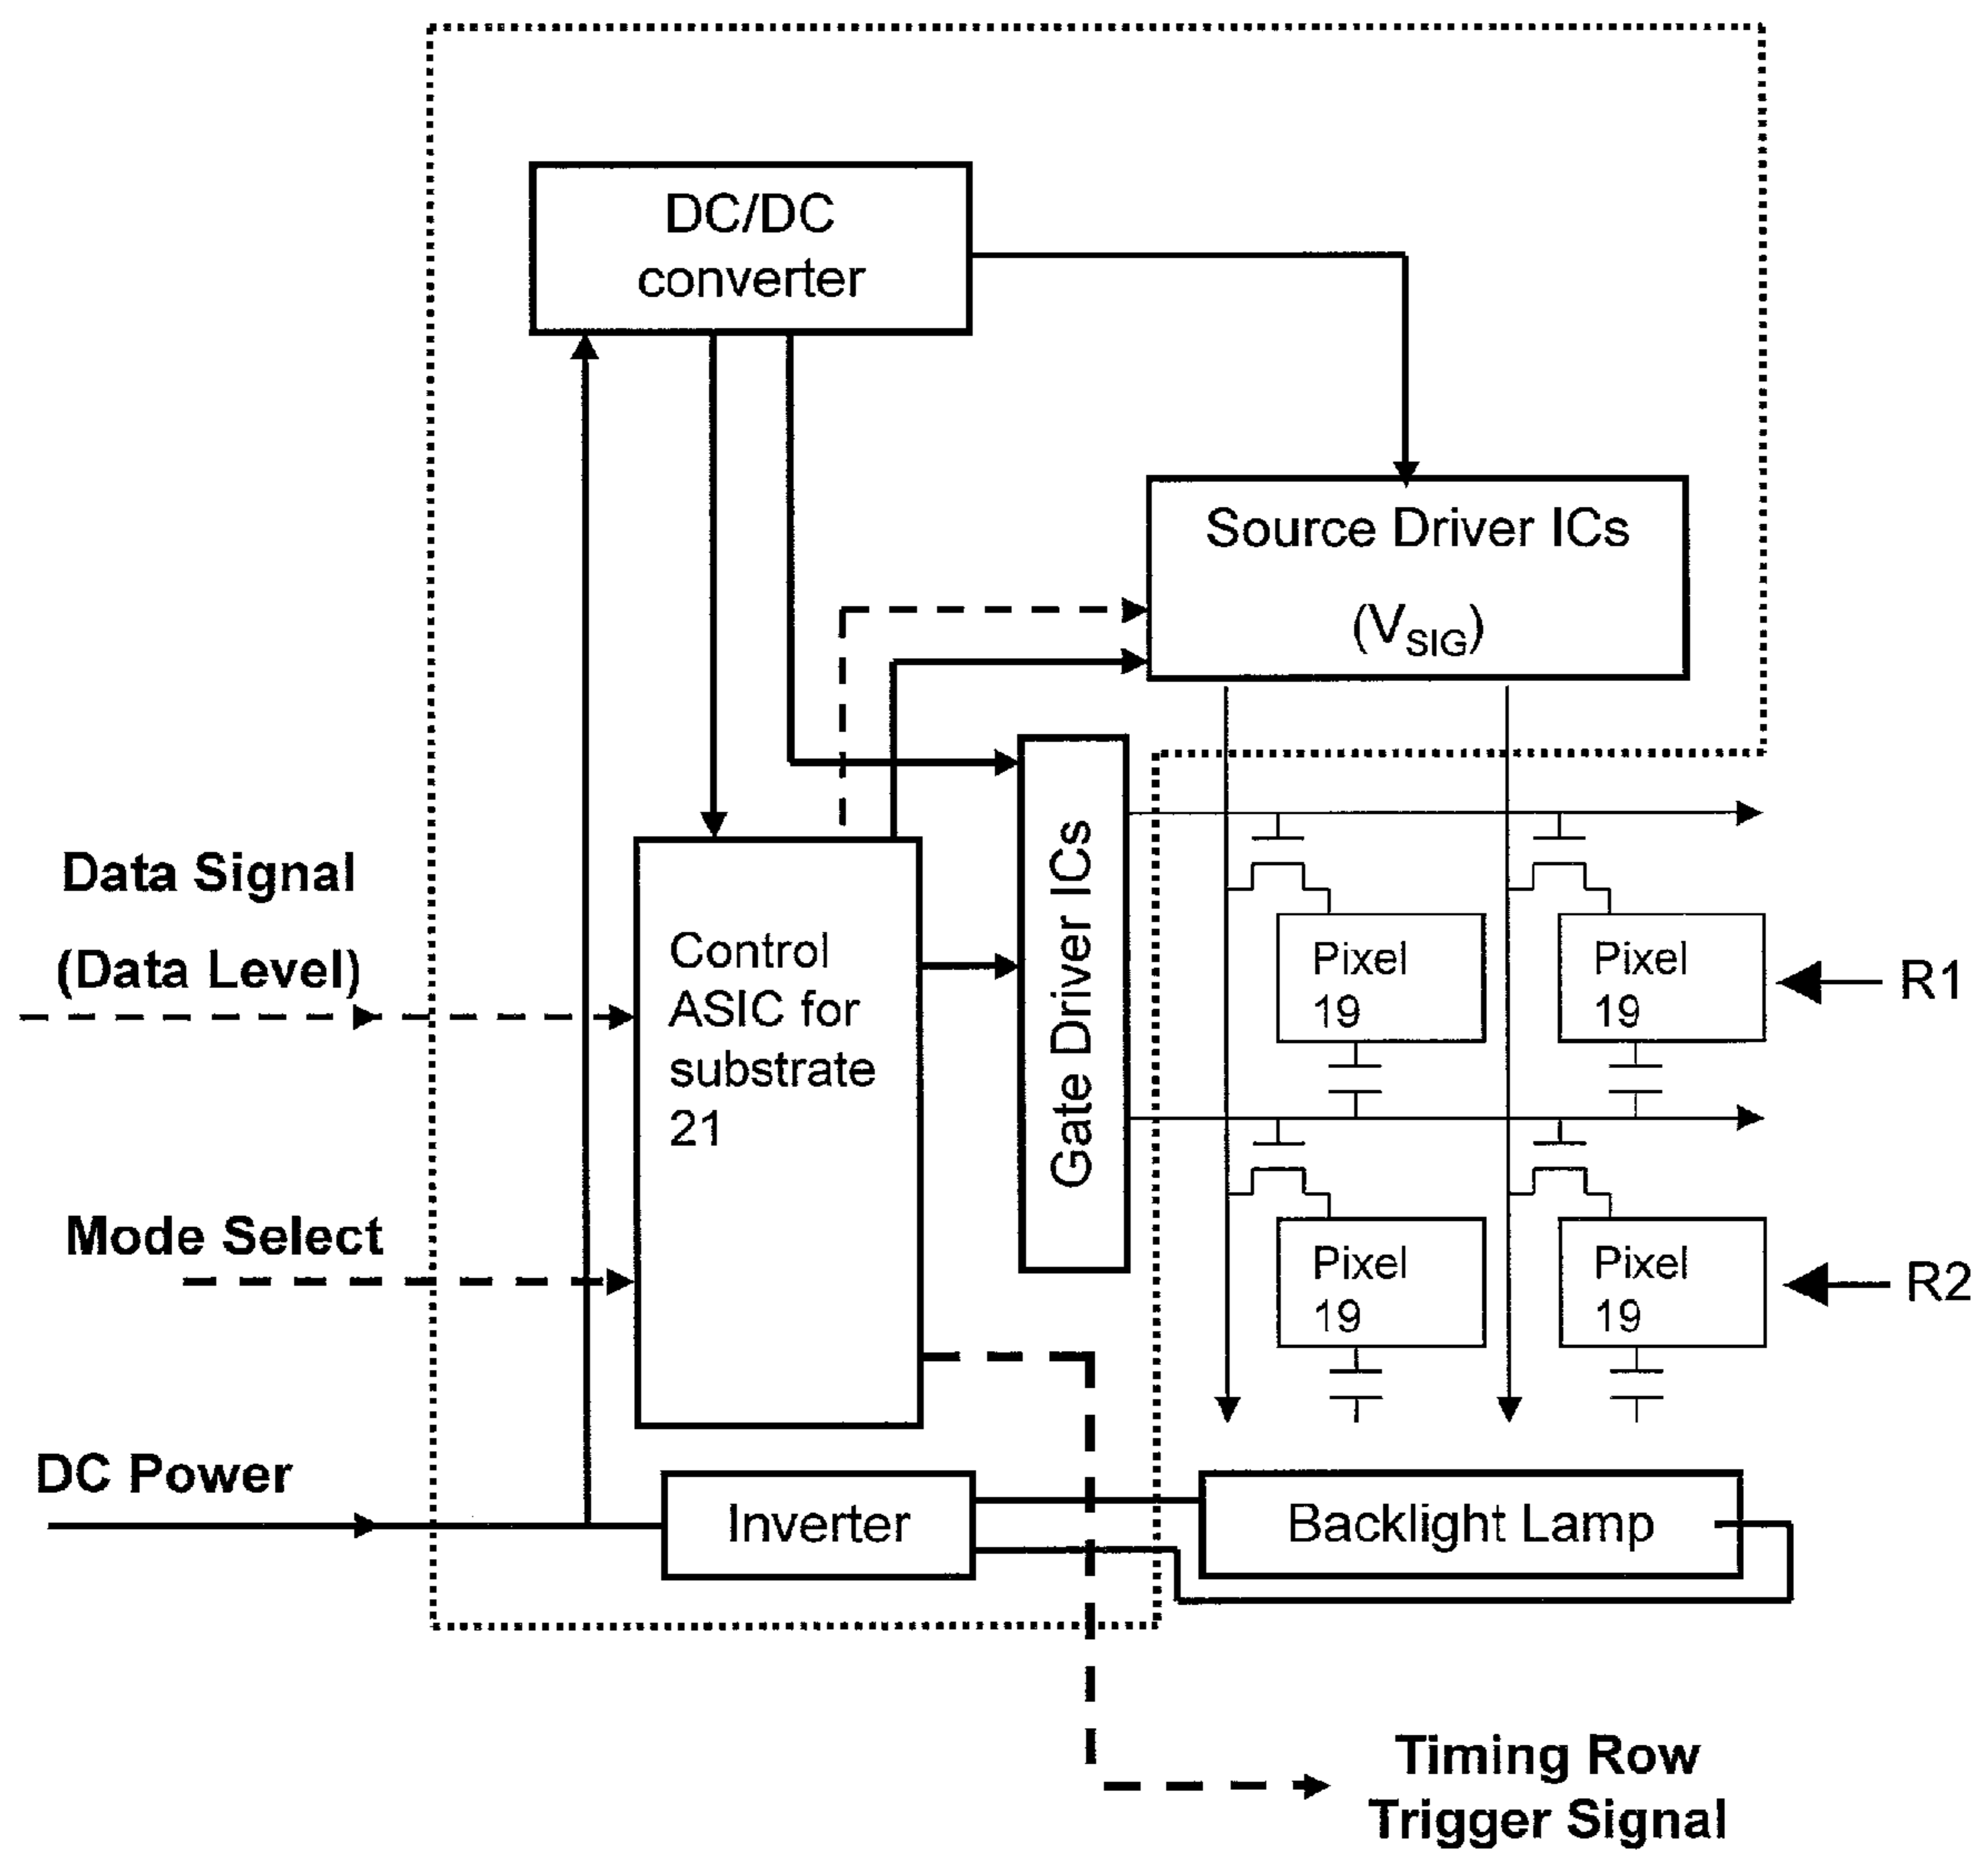 DC/DC
converter
Source Driver ICs
(VSIG)
Data Signal
(Data Level)
Control
ASIC for
substrate
21
Gate Driver ICs
Pixel
19
Pixel
19
R1
Mode Select
Pixel
19
Pixel
19
R2
DC Power
Inverter
Backlight Lamp
Timing Row
Trigger Signal